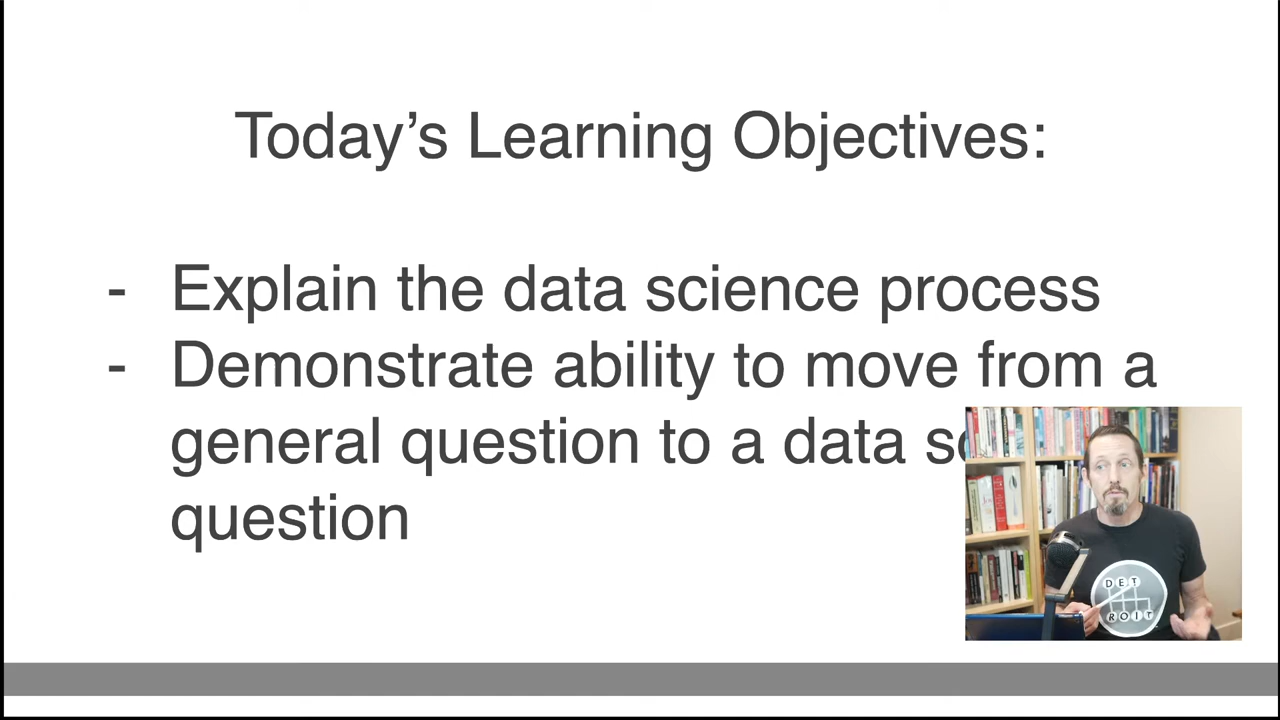 Today's Learning Objectives:
- Explain the data science process
- Demonstrate ability to move from a
general question to a data
question
DET
ROIT